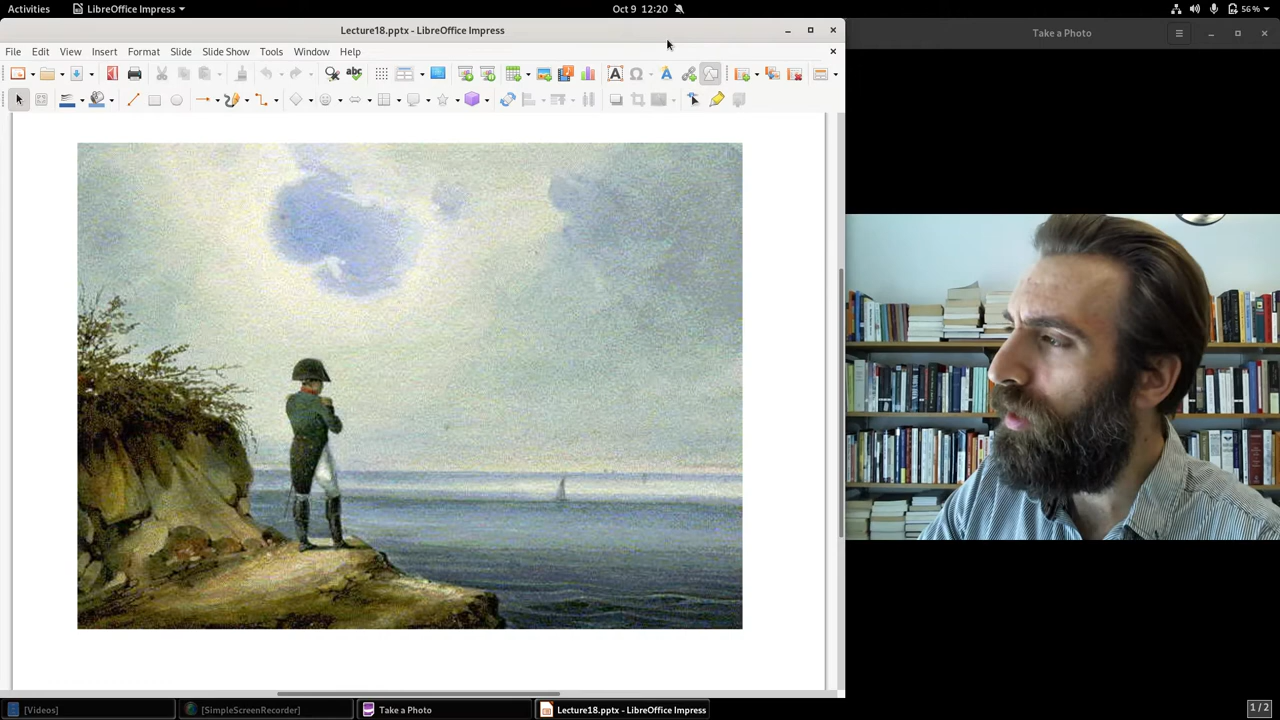 Activities LibreOffice Impress Oct 9 12:20 56 %
Lecture18.pptx - LibreOffice Impress
Take a Photo
File Edit View Insert Format Slide Slide Show Tools Window Help
[Videos] [SimpleScreenRecorder] Take a Photo Lecture18.pptx - LibreOffice Impress 1 / 2